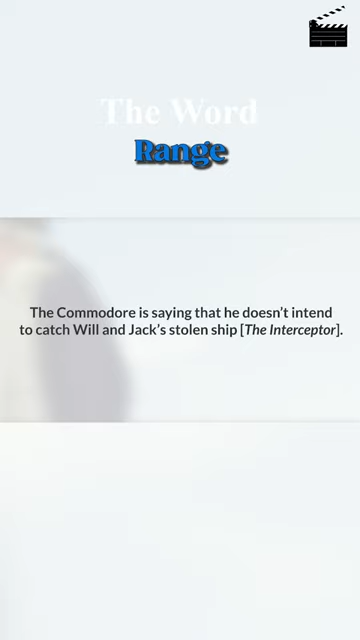 The Word
Range
The Commodore is saying that he doesn't intend
to catch Will and Jack's stolen ship [The Interceptor].